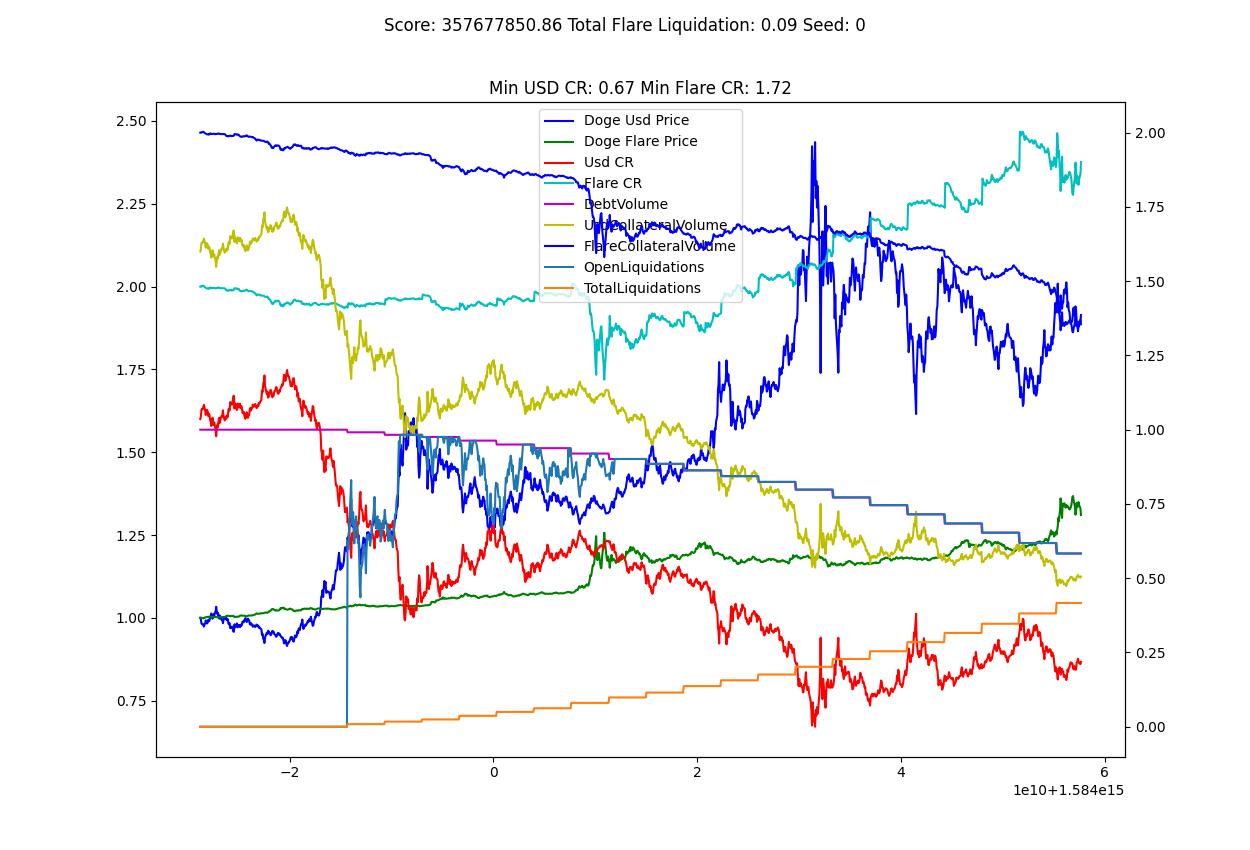 Score: 357677850.86 Total Flare Liquidation: 0.09 Seed: 0
Min USD CR: 0.67 Min Flare CR: 1.72
Doge Usd Price
Doge Flare Price
Usd CR
Flare CR
DebtVolume
UsdCollateralVolume
FlareCollateralVolume
OpenLiquidations
TotalLiquidations
2.50
2.25
2.00
1.75
1.50
1.25
1.00
0.75
2.00
1.75
1.50
1.25
1.00
0.75
0.50
0.25
0.00
−2 0 2 4 6
1e10+1.584e15